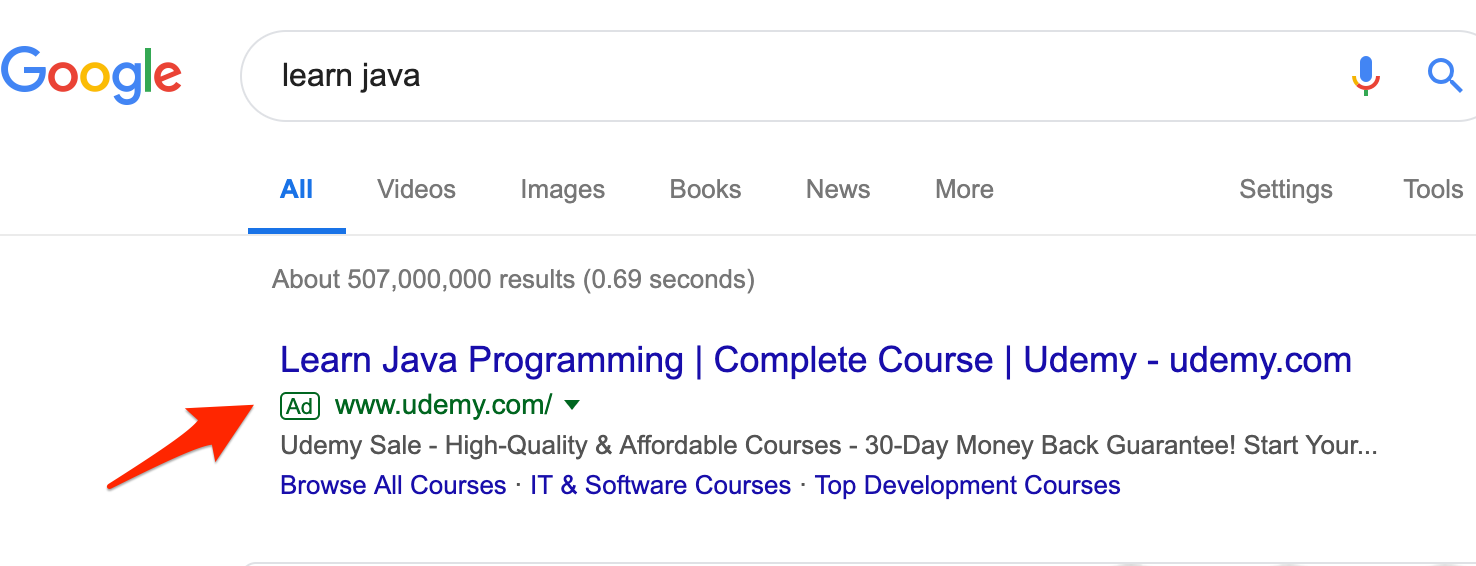 Google
learn java
All Videos Images Books News More Settings Tools
About 507,000,000 results (0.69 seconds)
Learn Java Programming | Complete Course | Udemy - udemy.com
Ad www.udemy.com/
Udemy Sale - High-Quality & Affordable Courses - 30-Day Money Back Guarantee! Start Your...
Browse All Courses · IT & Software Courses · Top Development Courses